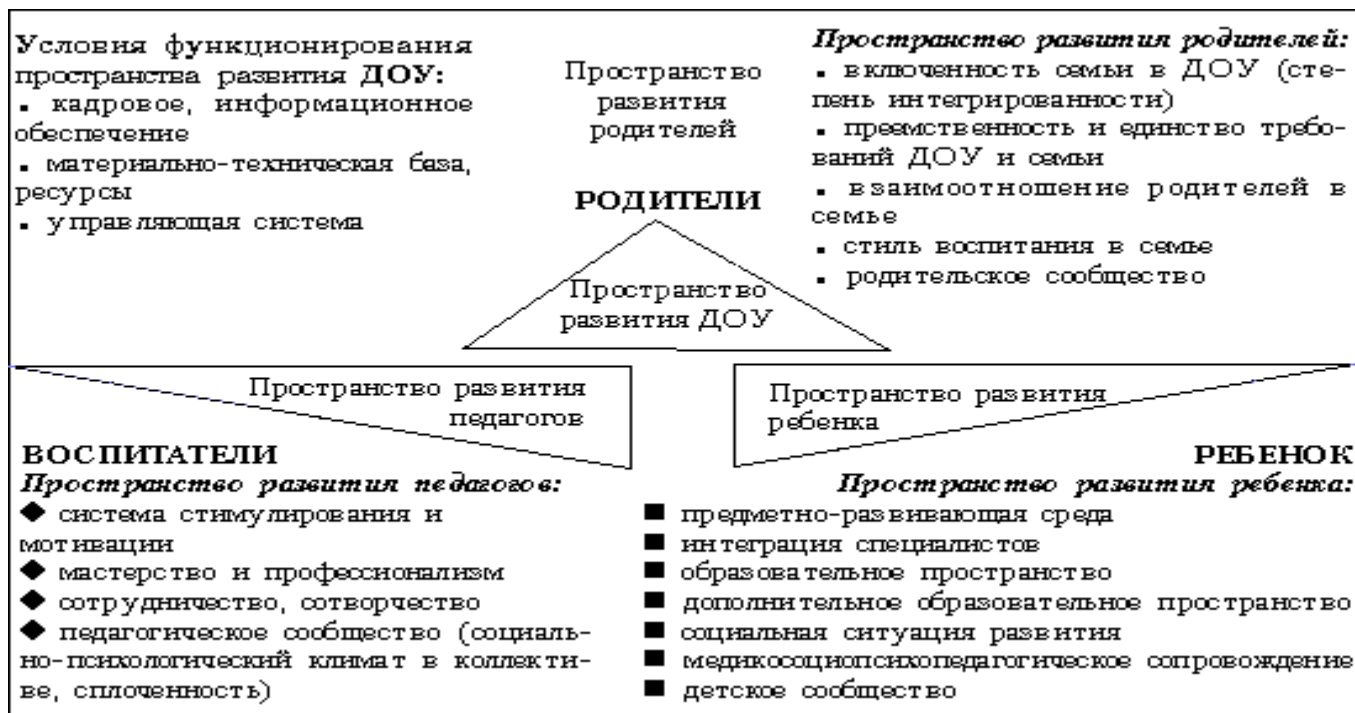 Условия функционирования
пространства развития ДОУ:
▪ кадровое, информационное
обеспечение
▪ материально-техническая база,
ресурсы
▪ управляющая система
Пространство
развития
родителей
РОДИТЕЛИ
Пространство развития родителей:
▪ включенность семьи в ДОУ (сте-
пень интегрированности)
▪ преемственность и единство требо-
ваний ДОУ и семьи
▪ взаимоотношение родителей в
семье
▪ стиль воспитания в семье
▪ родительское сообщество
Пространство
развития ДОУ
Пространство развития
педагогов
Пространство развития
ребенка
ВОСПИТАТЕЛИ
Пространство развития педагогов:
◆ система стимулирования и
мотивации
◆ мастерство и профессионализм
◆ сотрудничество, сотворчество
◆ педагогическое сообщество (социаль-
но-психологический климат в коллекти-
ве, сплоченность)
РЕБЕНОК
Пространство развития ребенка:
■ предметно-развивающая среда
■ интеграция специалистов
■ образовательное пространство
■ дополнительное образовательное пространство
■ социальная ситуация развития
■ медикосоциопсихопедагогическое сопровождение
■ детское сообщество